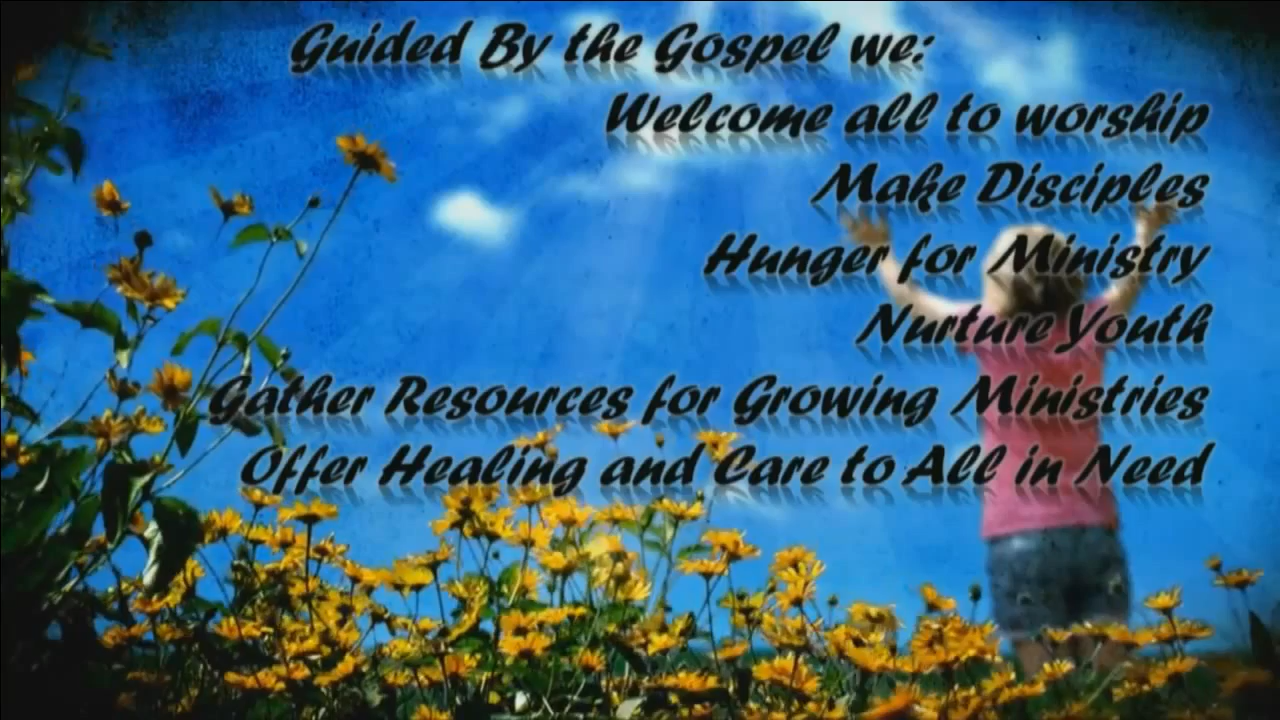 Guided By the Gospel we:
Welcome all to worship
Make Disciples
Hunger for Ministry
Nurture Youth
Gather Resources for Growing Ministries
Offer Healing and Care to All in Need